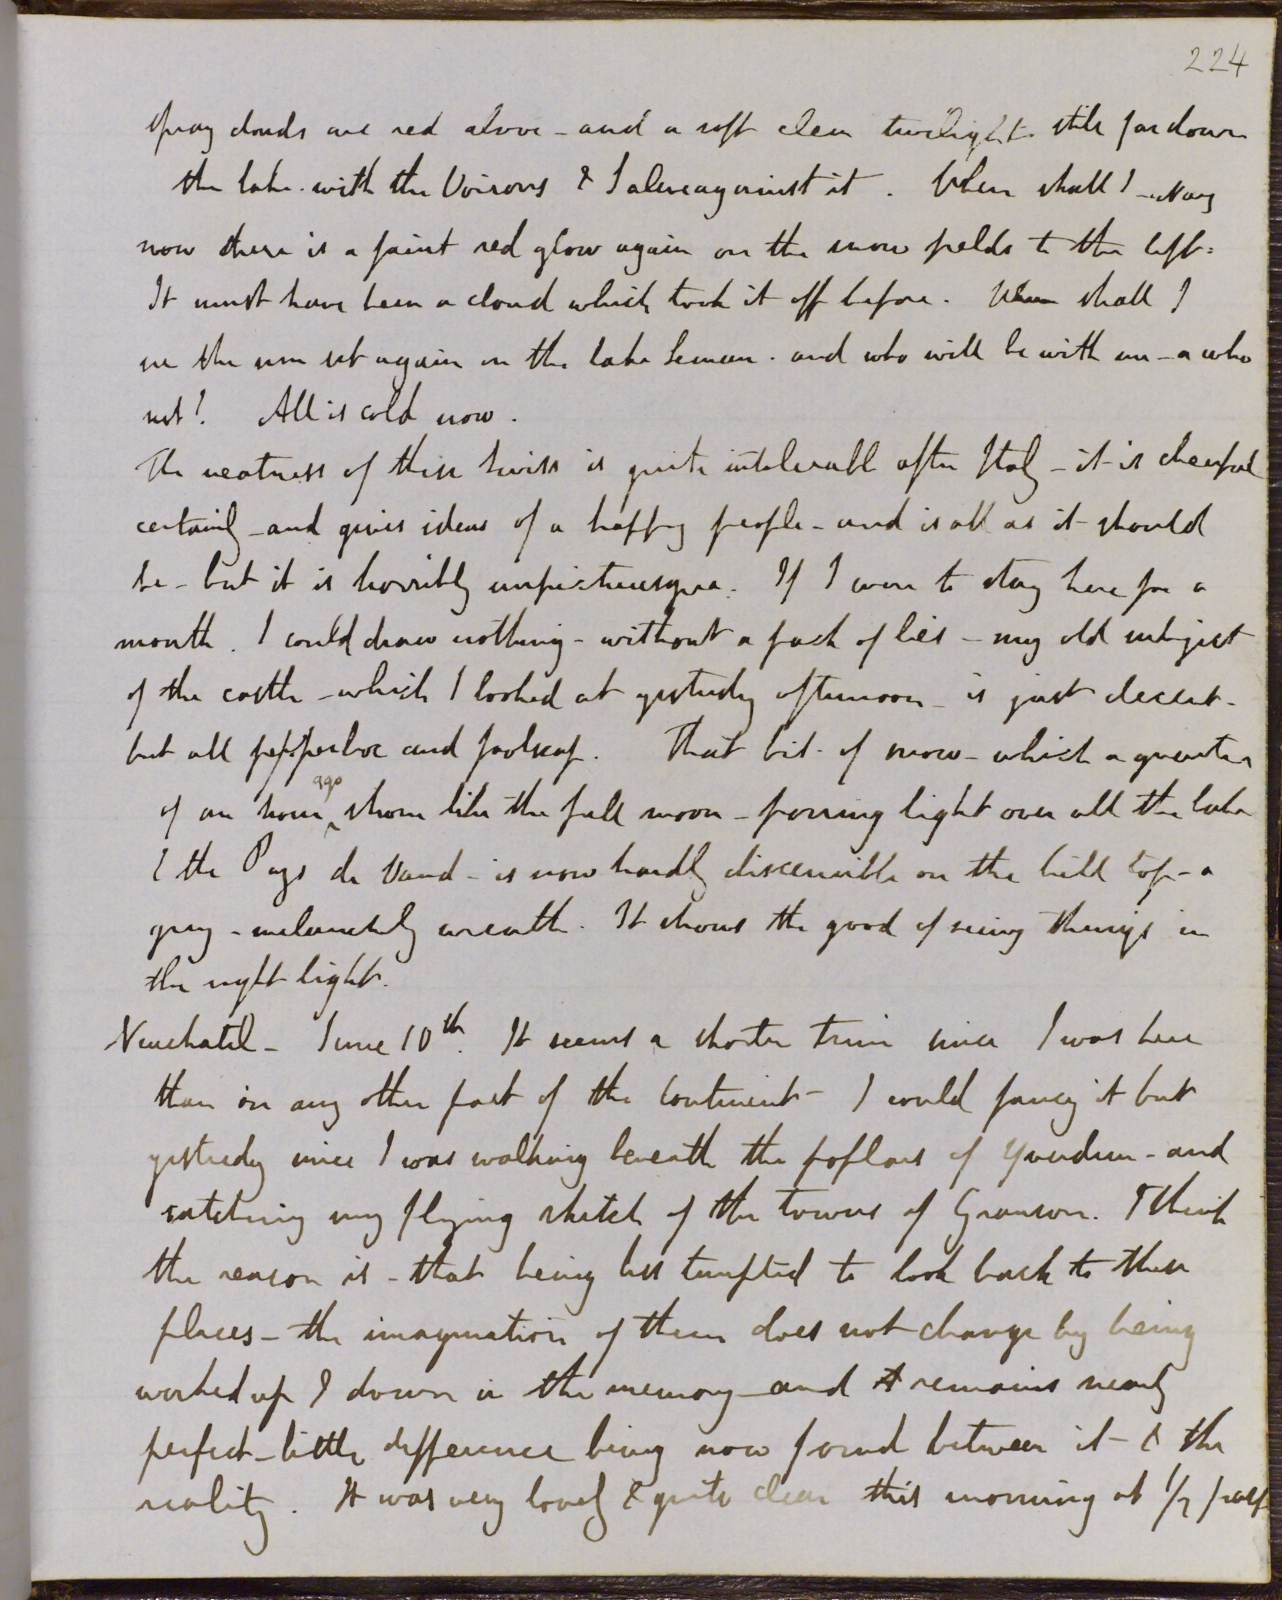 224
spray clouds are red above - and a soft clear twilight still far down
the lake - with the Voirons & Salève against it. When shall I - Nay
now there is a faint red glow again on the snow fields to the left:
It must have been a cloud which took it off before. When shall I
see the sun set again on the lake Leman - and who will be with me - or who
not! All is cold now.
The neatness of these Swiss is quite intolerable after Italy - it is cheerful
certainly - and gives ideas of a happy people - and is all as it should
be - but it is horribly unpicturesque. If I were to stay here for a
month. I could draw nothing - without a pack of lies - my old subject
of the castle - which I looked at yesterday afternoon - is just decent -
but all pepperbox and foolscap. That bit of snow - which a quarter
of an hour ago shone like the full moon - pouring light over all the lake
& the Pays de Vaud - is now hardly discernible on the hill top - a
grey - melancholy wreath. It shows the good of seeing things in
the right light.
Neuchatel - June 10th. It seems a shorter time since I was here
than in any other part of the Continent - I could fancy it but
yesterday since I was walking beneath the poplars of Yverdun - and
catching my flying sketch of the towers of Granson. I think
the reason is - that being less tempted to look back to these
places - the imagination of them does not change by being
worked up & down in the memory - and it remains nearly
perfect - little difference being now found between it - & the
reality. It was very lovely & quite clear this morning at 1/2 past